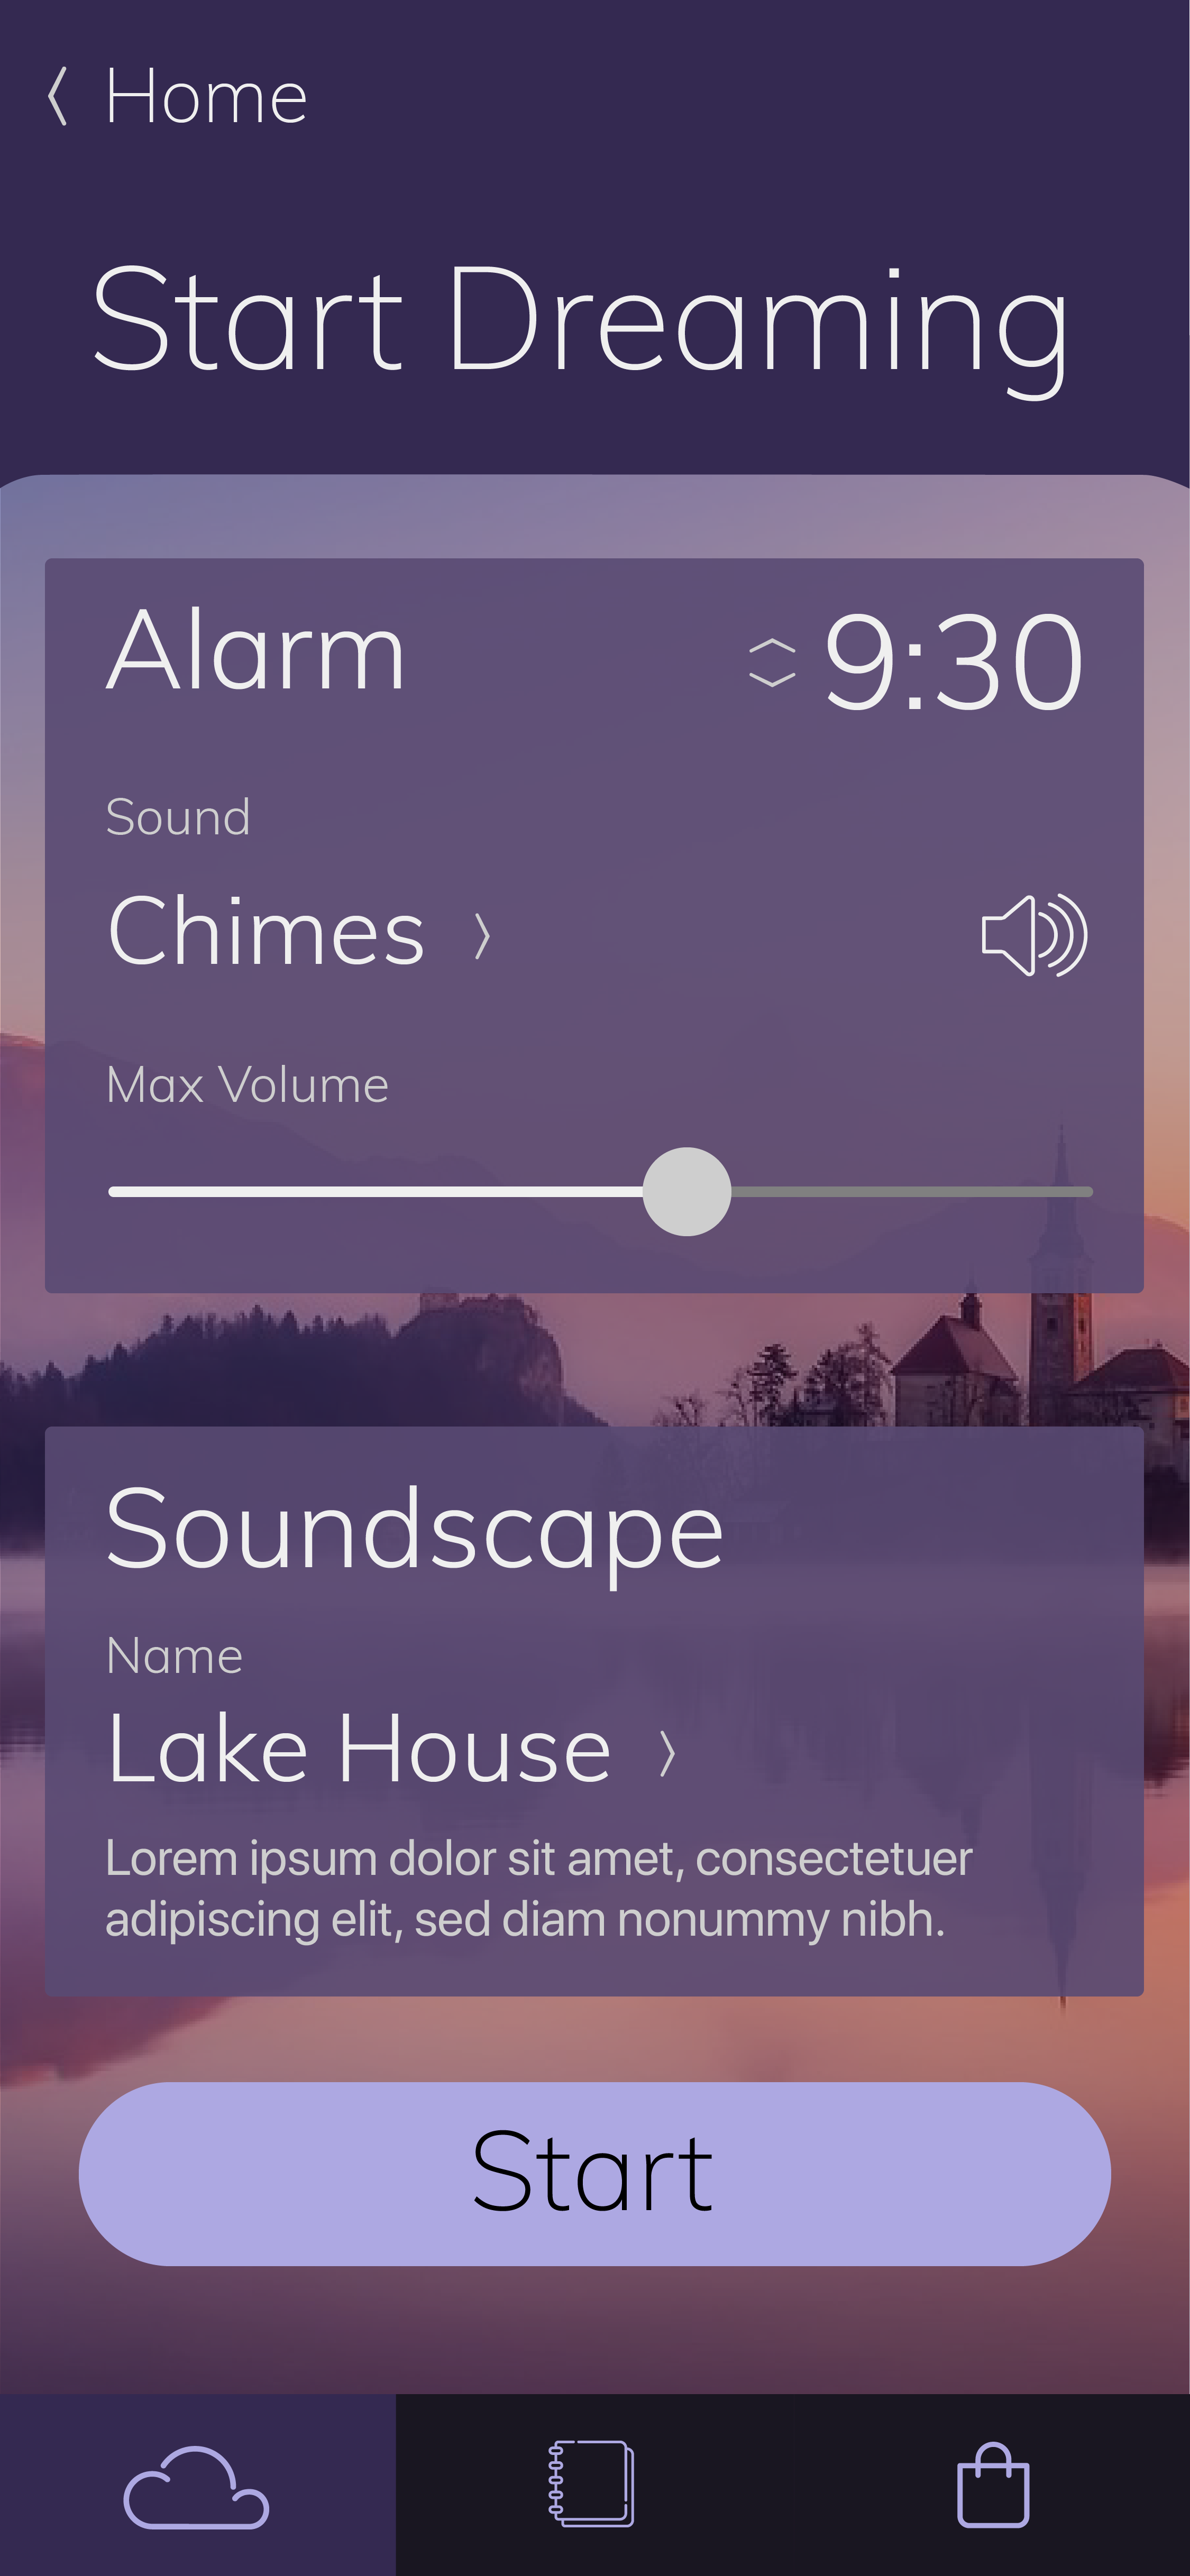 Home
Start Dreaming
Alarm
9:30
Sound
Chimes
Max Volume
Soundscape
Name
Lake House
Lorem ipsum dolor sit amet, consectetuer
adipiscing elit, sed diam nonummy nibh.
Start